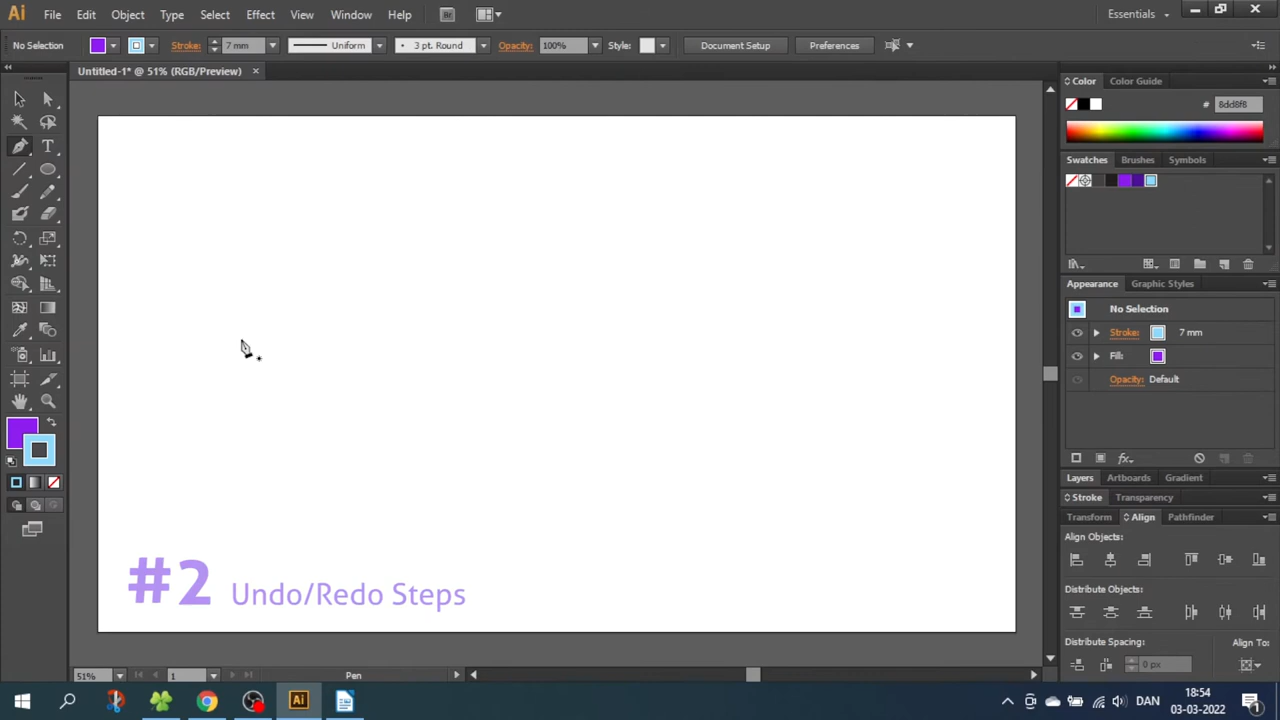 Ai File Edit Object Type Select Effect View Window Help Br Essentials
No Selection Stroke: 7 mm Uniform 3 pt. Round Opacity: 100% Style: Document Setup Preferences
Untitled-1* @ 51% (RGB/Preview)
Color Color Guide
# 8dd8f8
Swatches Brushes Symbols
Appearance Graphic Styles
No Selection
Stroke: 7 mm
Fill:
Opacity: Default
fx
Layers Artboards Gradient
Stroke Transparency
Transform Align Pathfinder
Align Objects:
Distribute Objects:
Distribute Spacing: Align To:
0 px
#2 Undo/Redo Steps
51% 1 Pen
Ai DAN 18:54
03-03-2022 1